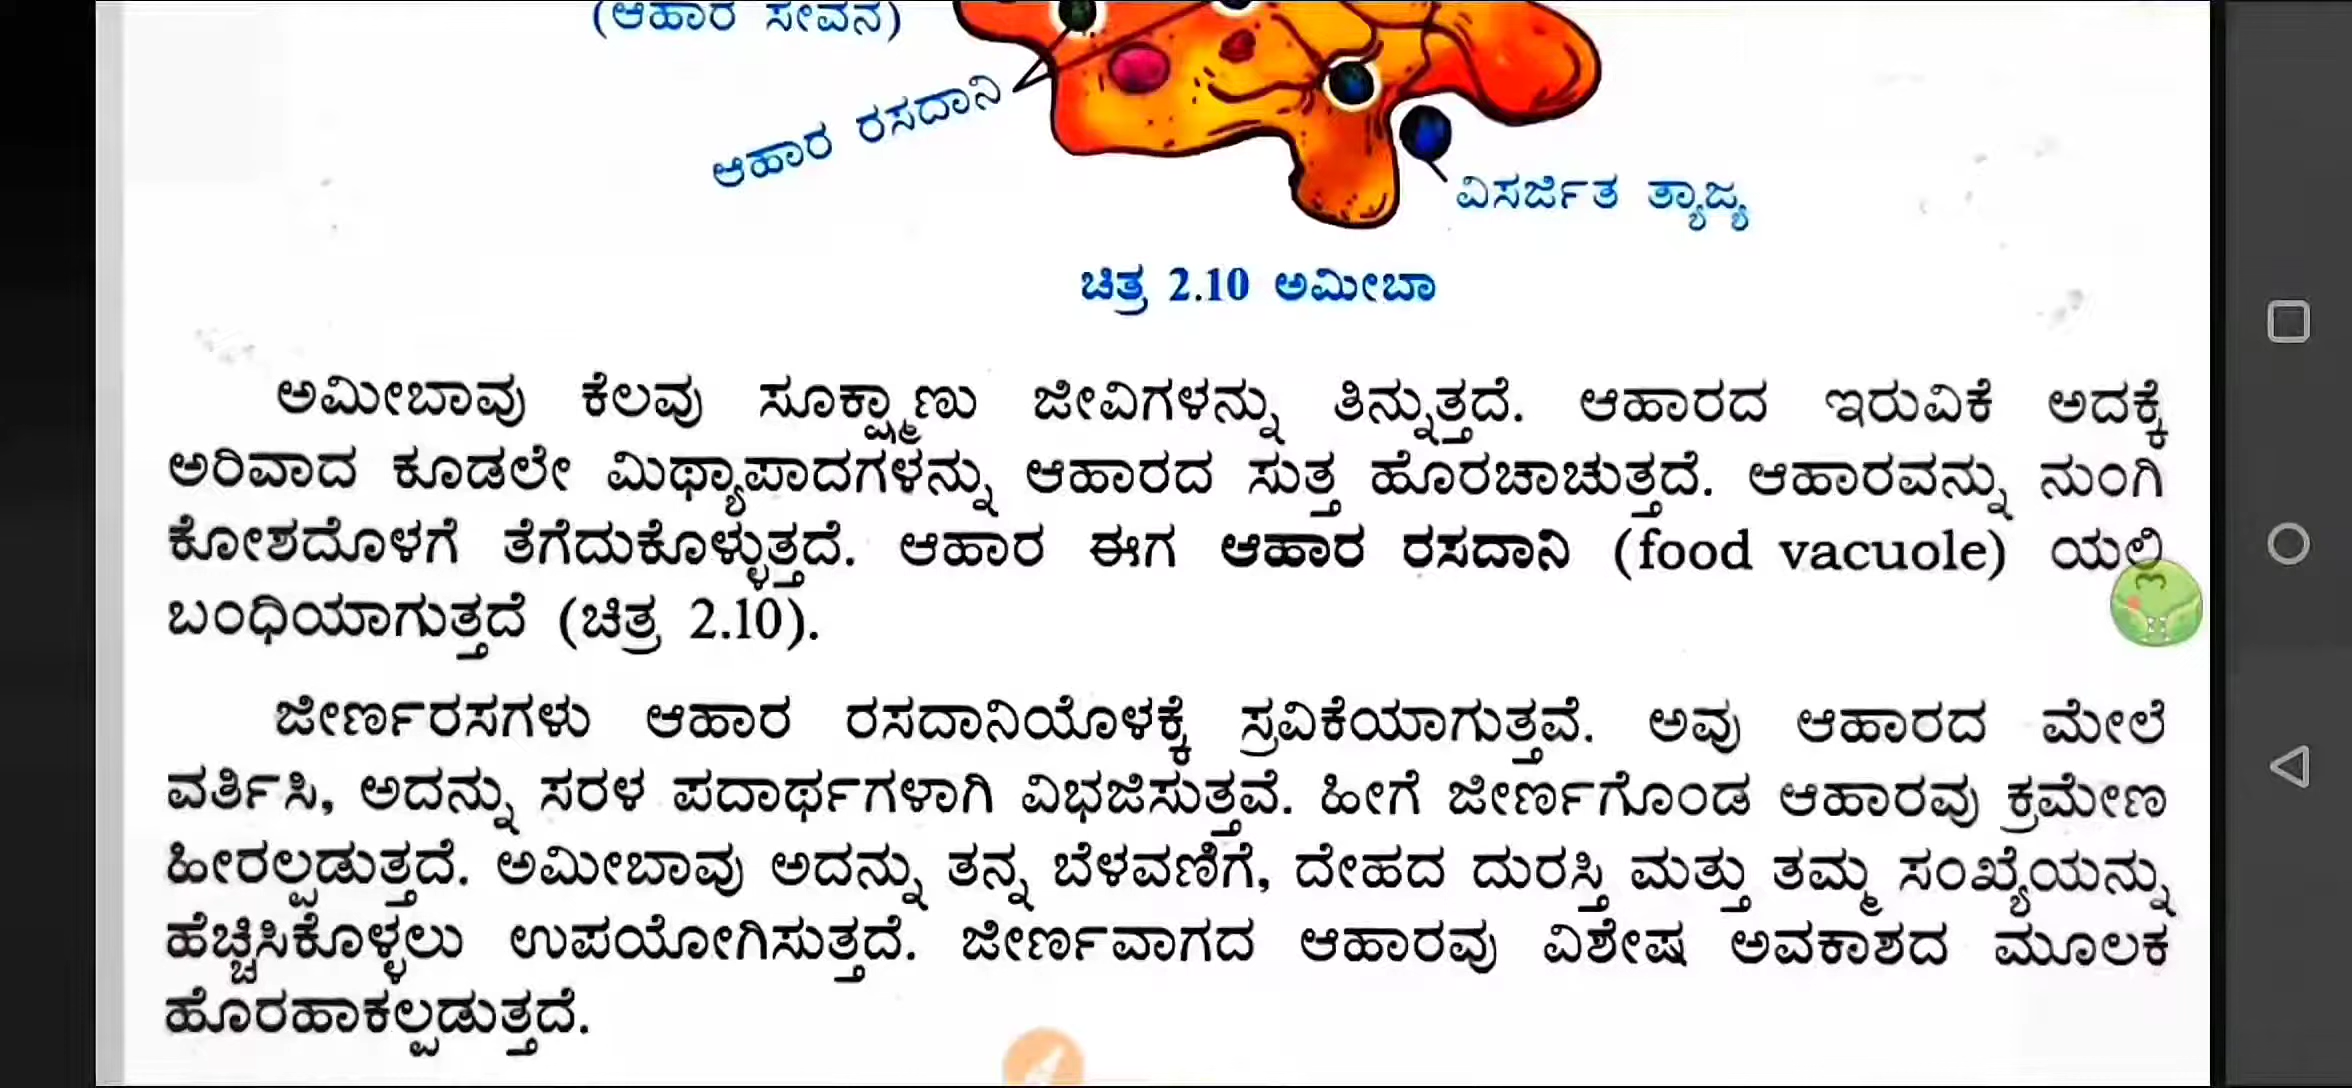 (ಆಹಾರ ಸೇವನೆ)
ಆಹಾರ ರಸದಾನಿ
ವಿಸರ್ಜಿತ ತ್ಯಾಜ್ಯ
ಚಿತ್ರ 2.10 ಅಮೀಬಾ
ಅಮೀಬಾವು ಕೆಲವು ಸೂಕ್ಷ್ಮಾಣು ಜೀವಿಗಳನ್ನು ತಿನ್ನುತ್ತದೆ. ಆಹಾರದ ಇರುವಿಕೆ ಅದಕ್ಕೆ
ಅರಿವಾದ ಕೂಡಲೇ ಮಿಥ್ಯಾಪಾದಗಳನ್ನು ಆಹಾರದ ಸುತ್ತ ಹೊರಚಾಚುತ್ತದೆ. ಆಹಾರವನ್ನು ನುಂಗಿ
ಕೋಶದೊಳಗೆ ತೆಗೆದುಕೊಳ್ಳುತ್ತದೆ. ಆಹಾರ ಈಗ ಆಹಾರ ರಸದಾನಿ (food vacuole) ಯಲ್ಲಿ
ಬಂಧಿಯಾಗುತ್ತದೆ (ಚಿತ್ರ 2.10).
ಜೀರ್ಣರಸಗಳು ಆಹಾರ ರಸದಾನಿಯೊಳಕ್ಕೆ ಸ್ರವಿಕೆಯಾಗುತ್ತವೆ. ಅವು ಆಹಾರದ ಮೇಲೆ
ವರ್ತಿಸಿ, ಅದನ್ನು ಸರಳ ಪದಾರ್ಥಗಳಾಗಿ ವಿಭಜಿಸುತ್ತವೆ. ಹೀಗೆ ಜೀರ್ಣಗೊಂಡ ಆಹಾರವು ಕ್ರಮೇಣ
ಹೀರಲ್ಪಡುತ್ತದೆ. ಅಮೀಬಾವು ಅದನ್ನು ತನ್ನ ಬೆಳವಣಿಗೆ, ದೇಹದ ದುರಸ್ತಿ ಮತ್ತು ತಮ್ಮ ಸಂಖ್ಯೆಯನ್ನು
ಹೆಚ್ಚಿಸಿಕೊಳ್ಳಲು ಉಪಯೋಗಿಸುತ್ತದೆ. ಜೀರ್ಣವಾಗದ ಆಹಾರವು ವಿಶೇಷ ಅವಕಾಶದ ಮೂಲಕ
ಹೊರಹಾಕಲ್ಪಡುತ್ತದೆ.